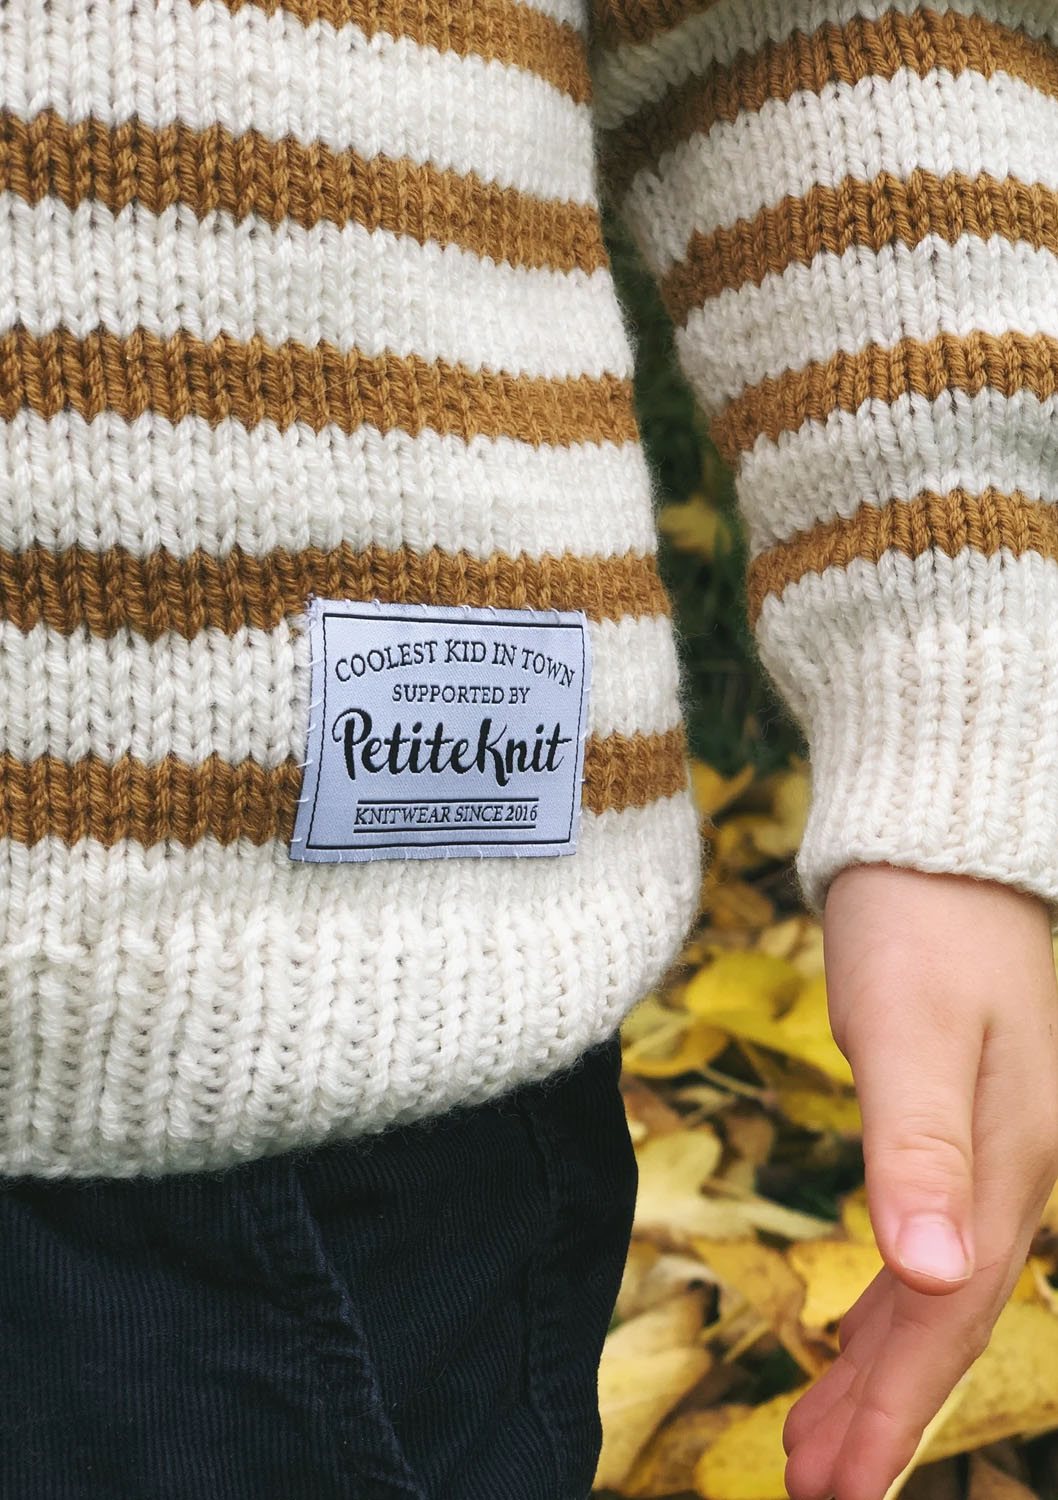 COOLEST KID IN TOWN
SUPPORTED BY
PetiteKnit
KNITWEAR SINCE 2016